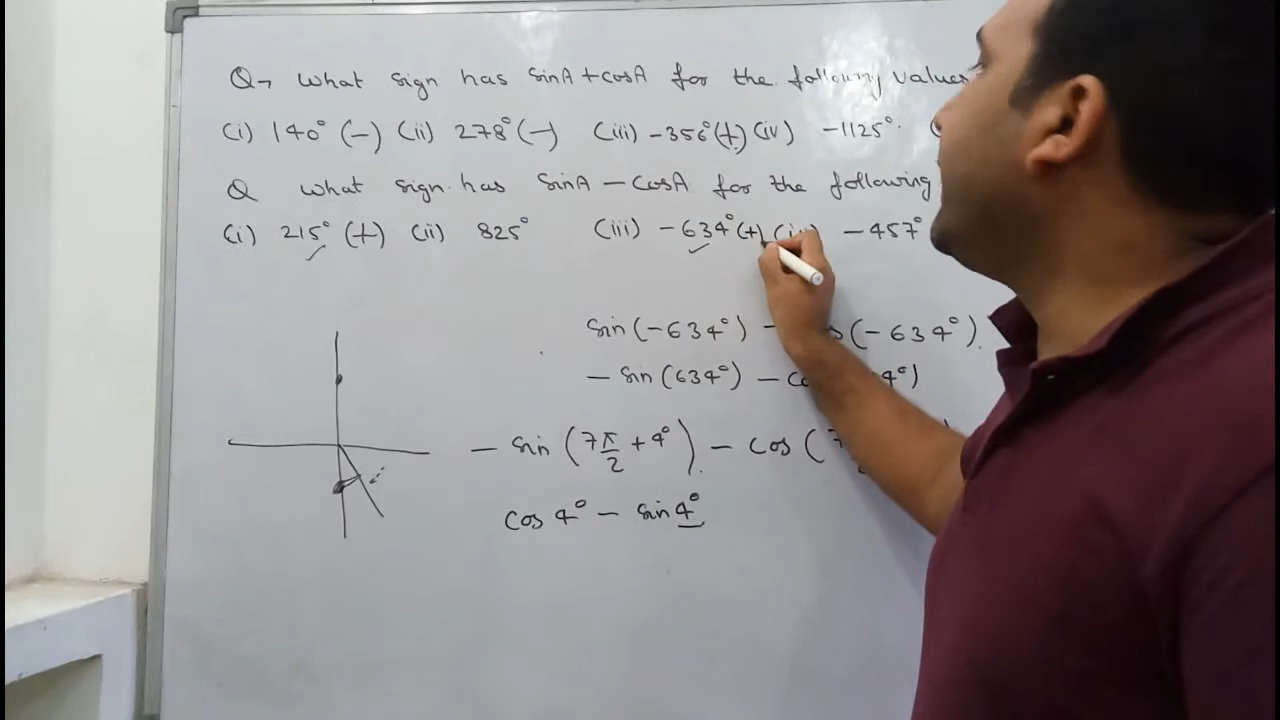 Q→ What sign has sinA + cosA for the following values
(i) 140° (-) (ii) 278° (-) (iii) -356° (+) (iv) -1125°.
Q What sign has sinA - cosA for the following
(i) 215° (+) (ii) 825° (iii) -634° (+) (iv) -457°
sin(-634°) - (-634°).
- sin(634°) - 4°)
- sin(7π/2 + 4°) - cos(
cos 4° - sin 4°